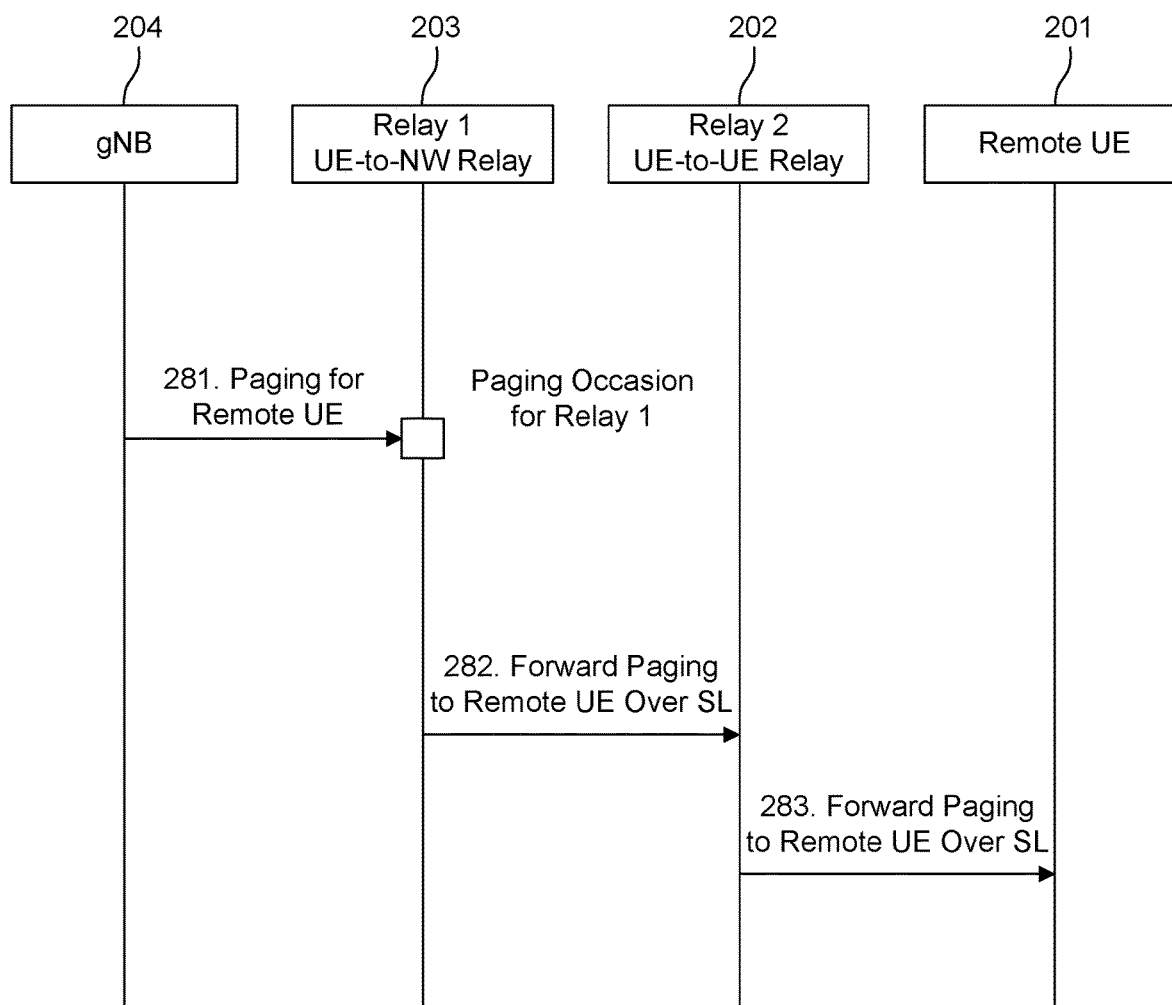 204
203
202
201
gNB
Relay 1
UE-to-NW Relay
Relay 2
UE-to-UE Relay
Remote UE
281. Paging for
Remote UE
Paging Occasion
for Relay 1
282. Forward Paging
to Remote UE Over SL
283. Forward Paging
to Remote UE Over SL